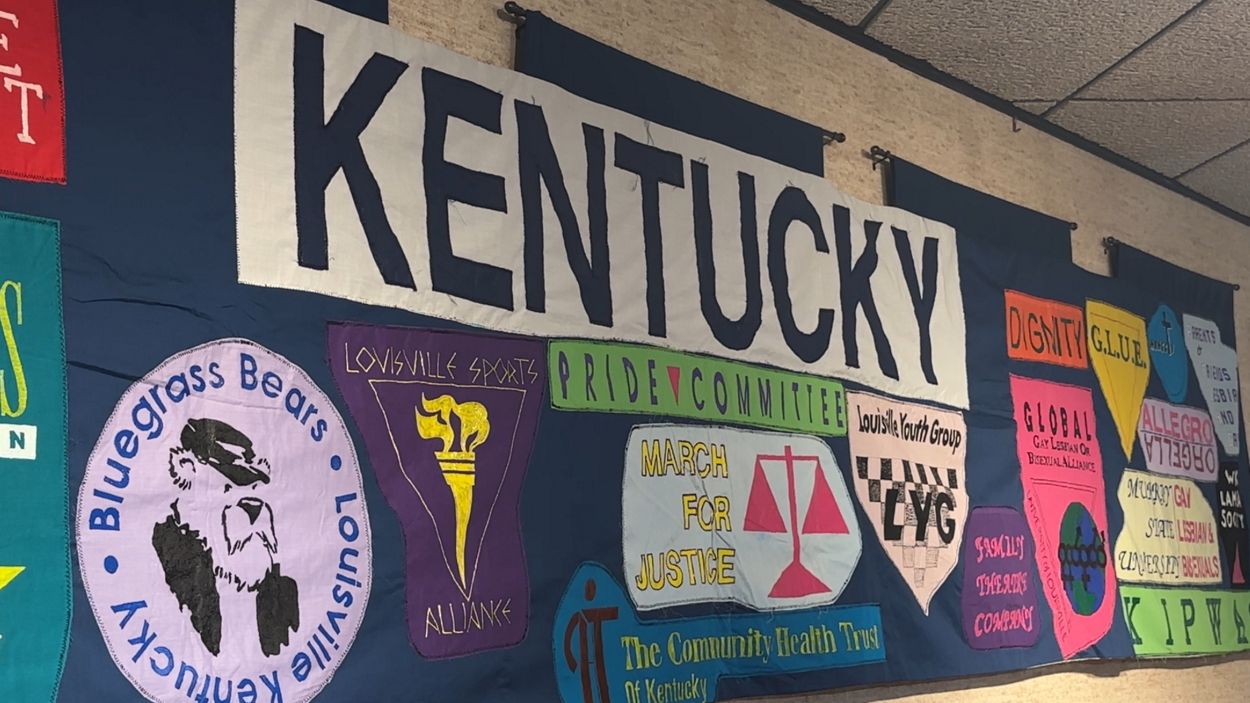 KENTUCKY
Bluegrass Bears • Louisville Kentucky •
LOUISVILLE SPORTS
ALLIANCE
PRIDE COMMITTEE
MARCH
FOR
JUSTICE
The Community Health Trust
Of Kentucky
Louisville Youth Group
LYG
DIGNITY
G.L.U.E.
GLOBAL
GAY LESBIAN OR
BISEXUAL ALLIANCE
FAMILY
THEATRE
COMPANY
PARENTS
&
ALLEGRO
ORGELLA
MURRAY GAY
STATE LESBIAN &
UNIVERSITY BISEXUALS